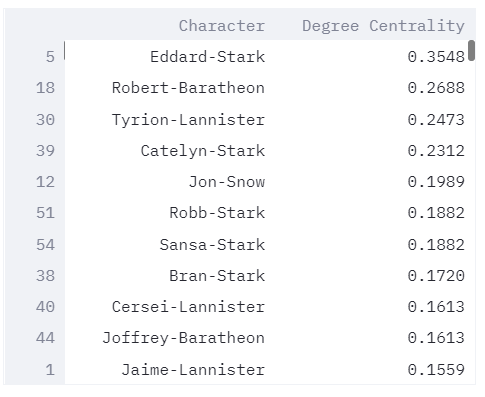 Character Degree Centrality
5 Eddard-Stark 0.3548
18 Robert-Baratheon 0.2688
30 Tyrion-Lannister 0.2473
39 Catelyn-Stark 0.2312
12 Jon-Snow 0.1989
51 Robb-Stark 0.1882
54 Sansa-Stark 0.1882
38 Bran-Stark 0.1720
40 Cersei-Lannister 0.1613
44 Joffrey-Baratheon 0.1613
1 Jaime-Lannister 0.1559